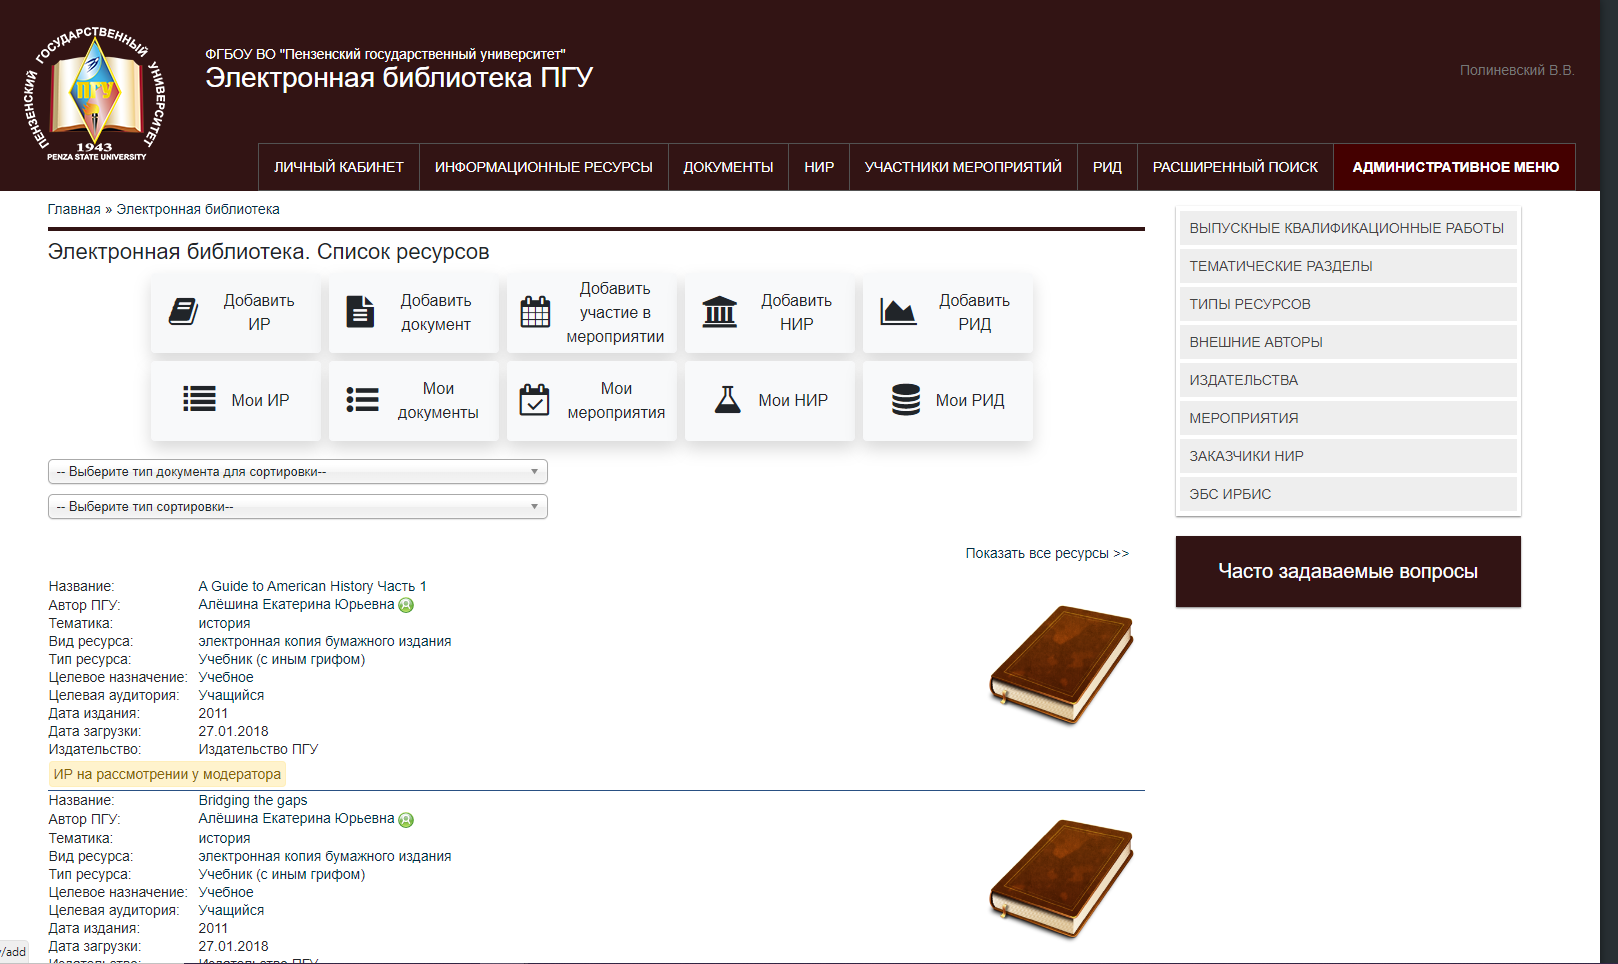 ПЕНЗЕНСКИЙ ГОСУДАРСТВЕННЫЙ УНИВЕРСИТЕТ
ПГУ
1943
PENZA STATE UNIVERSITY
ФГБОУ ВО "Пензенский государственный университет"
Электронная библиотека ПГУ
Полиневский В.В.
ЛИЧНЫЙ КАБИНЕТ
ИНФОРМАЦИОННЫЕ РЕСУРСЫ
ДОКУМЕНТЫ
НИР
УЧАСТНИКИ МЕРОПРИЯТИЙ
РИД
РАСШИРЕННЫЙ ПОИСК
АДМИНИСТРАТИВНОЕ МЕНЮ
Главная » Электронная библиотека
Электронная библиотека. Список ресурсов
Добавить
ИР
Добавить
документ
Добавить
участие в
мероприятии
Добавить
НИР
Добавить
РИД
Мои ИР
Мои
документы
Мои
мероприятия
Мои НИР
Мои РИД
-- Выберите тип документа для сортировки--
-- Выберите тип сортировки--
Показать все ресурсы >>
Название: A Guide to American History Часть 1
Автор ПГУ: Алёшина Екатерина Юрьевна
Тематика: история
Вид ресурса: электронная копия бумажного издания
Тип ресурса: Учебник (с иным грифом)
Целевое назначение: Учебное
Целевая аудитория: Учащийся
Дата издания: 2011
Дата загрузки: 27.01.2018
Издательство: Издательство ПГУ
ИР на рассмотрении у модератора
Название: Bridging the gaps
Автор ПГУ: Алёшина Екатерина Юрьевна
Тематика: история
Вид ресурса: электронная копия бумажного издания
Тип ресурса: Учебник (с иным грифом)
Целевое назначение: Учебное
Целевая аудитория: Учащийся
Дата издания: 2011
Дата загрузки: 27.01.2018
Издательство: Издательство ПГУ
/add
ВЫПУСКНЫЕ КВАЛИФИКАЦИОННЫЕ РАБОТЫ
ТЕМАТИЧЕСКИЕ РАЗДЕЛЫ
ТИПЫ РЕСУРСОВ
ВНЕШНИЕ АВТОРЫ
ИЗДАТЕЛЬСТВА
МЕРОПРИЯТИЯ
ЗАКАЗЧИКИ НИР
ЭБС ИРБИС
Часто задаваемые вопросы